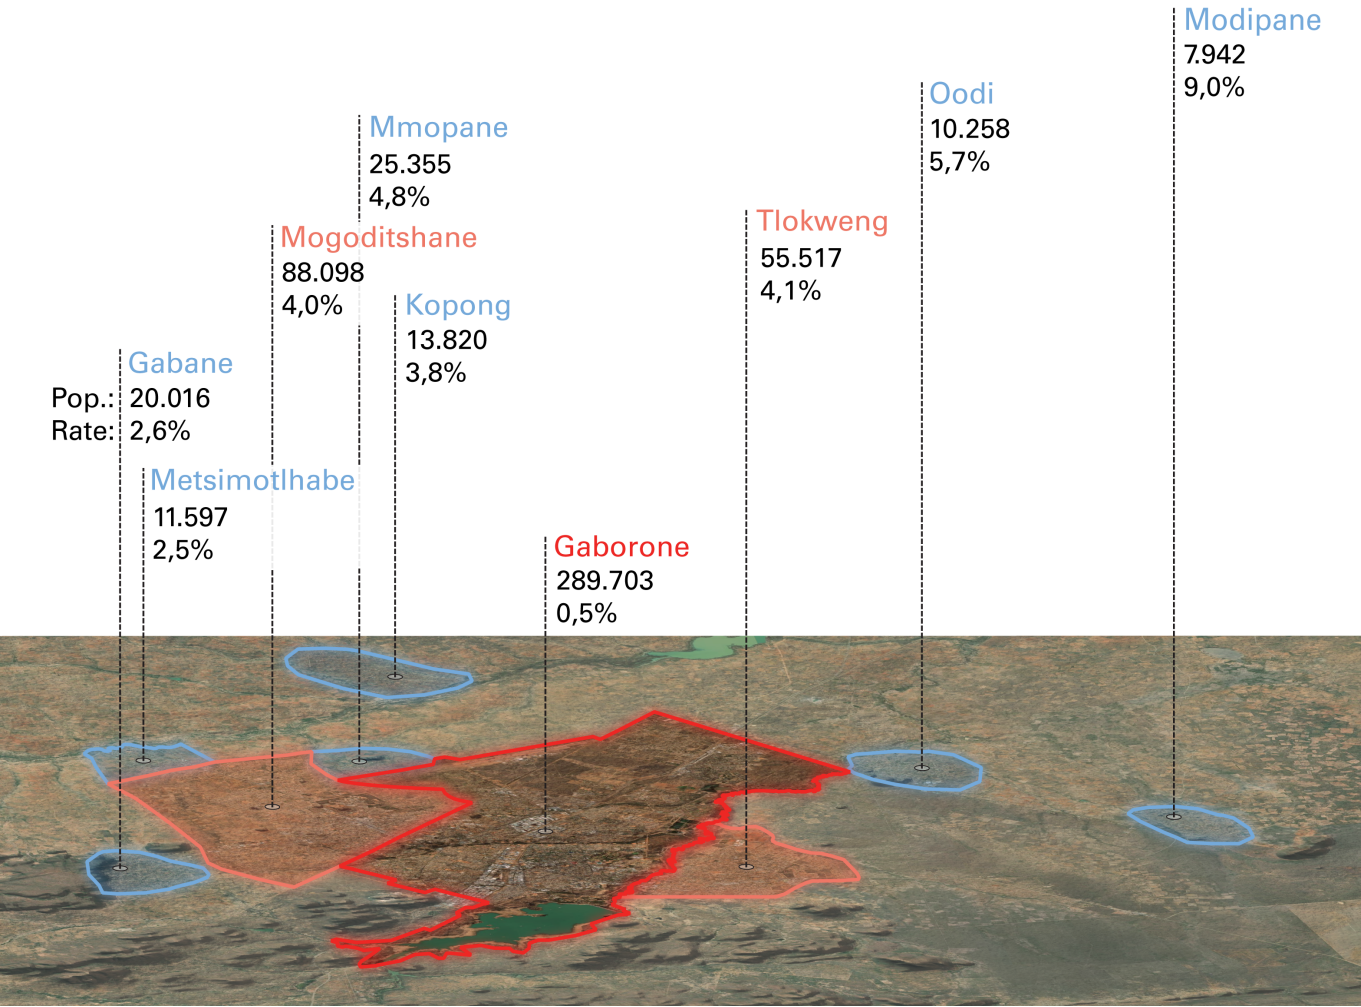 Modipane
7.942
9,0%
Oodi
10.258
5,7%
Mmopane
25.355
4,8%
Tlokweng
55.517
4,1%
Mogoditshane
88.098
4,0%
Kopong
13.820
3,8%
Gabane
Pop.: 20.016
Rate: 2,6%
Metsimotlhabe
11.597
2,5%
Gaborone
289.703
0,5%